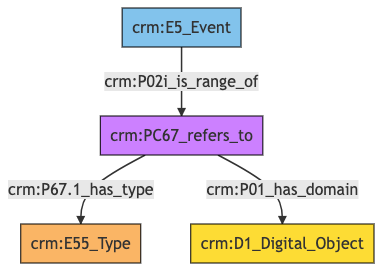 crm:E5_Event
crm:P02i_is_range_of
crm:PC67_refers_to
crm:P67.1_has_type
crm:P01_has_domain
crm:E55_Type
crm:D1_Digital_Object